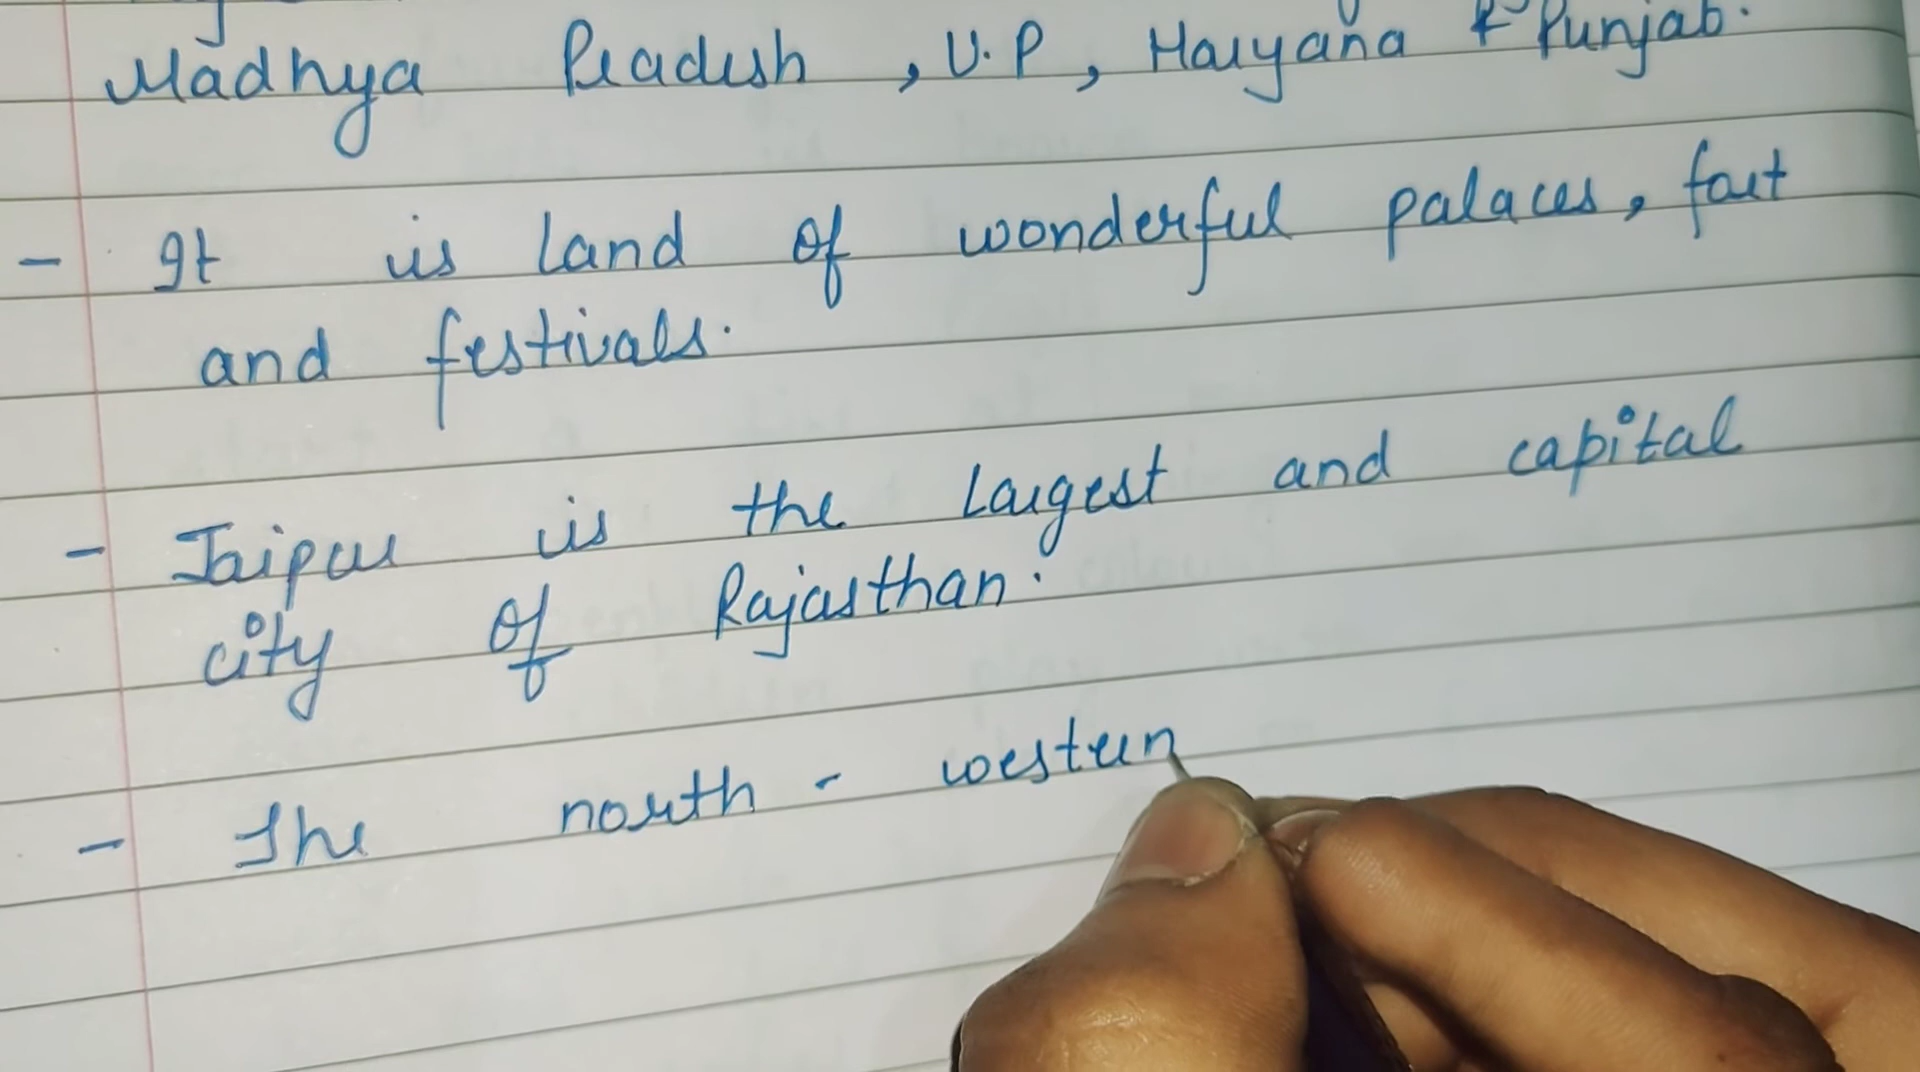 Madhya Pradesh , U.P, Haryana & Punjab.
- It is land of wonderful palaces, fort
and festivals.
- Jaipur is the largest and capital
city of Rajasthan.
- The north - western